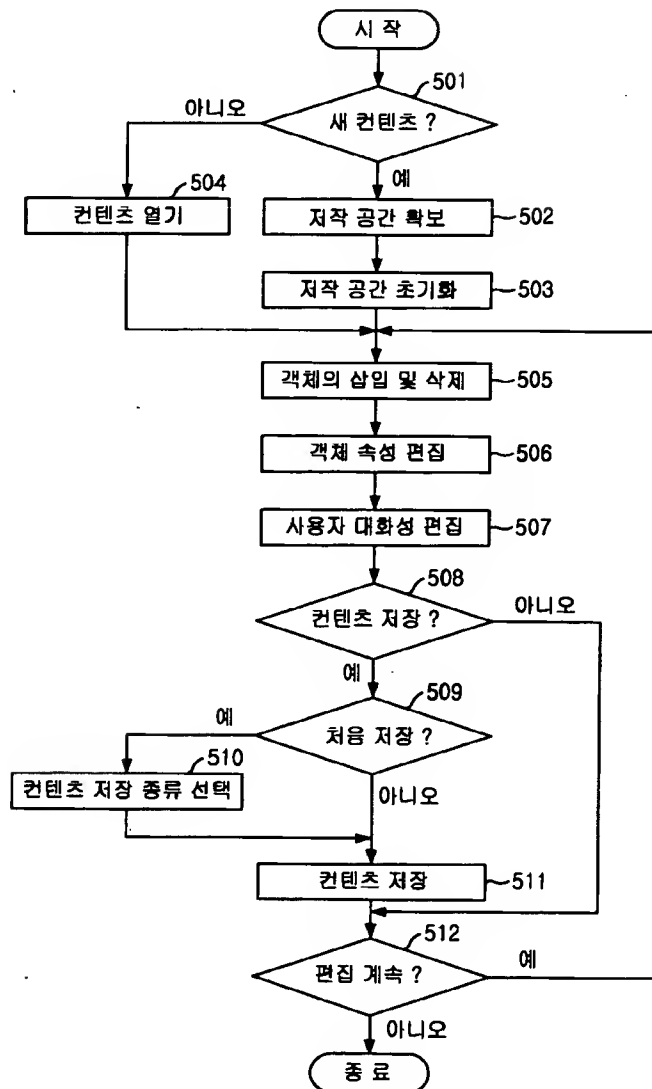 시 작
501
아니오
새 컨텐츠 ?
예
504
컨텐츠 열기
저작 공간 확보
502
저작 공간 초기화
503
객체의 삽입 및 삭제
505
객체 속성 편집
506
사용자 대화성 편집
507
508
컨텐츠 저장 ?
아니오
예
509
예
처음 저장 ?
510
컨텐츠 저장 종류 선택
아니오
컨텐츠 저장
511
512
편집 계속 ?
예
아니오
종 료